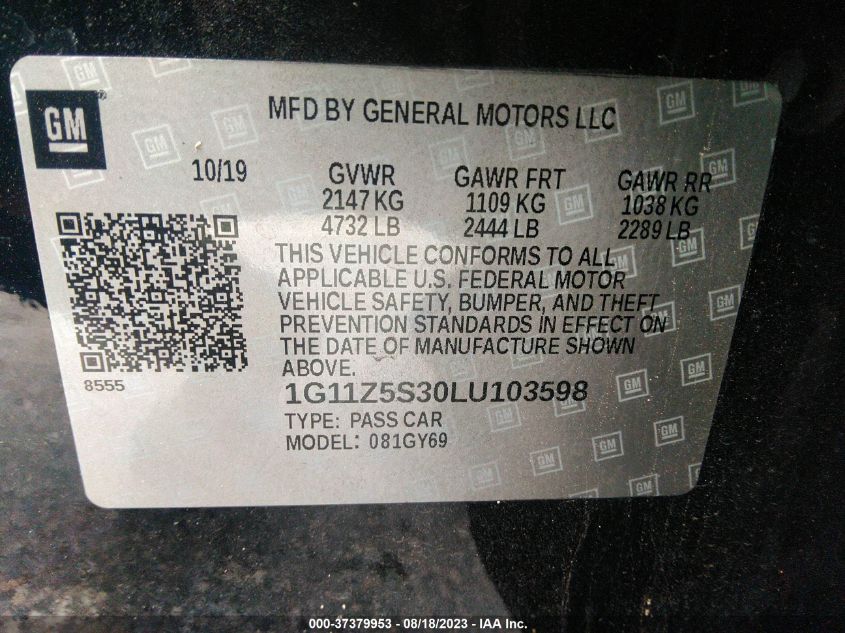 GM
MFD BY GENERAL MOTORS LLC
10/19 GVWR GAWR FRT GAWR RR
2147 KG 1109 KG 1038 KG
4732 LB 2444 LB 2289 LB
THIS VEHICLE CONFORMS TO ALL
APPLICABLE U.S. FEDERAL MOTOR
VEHICLE SAFETY, BUMPER, AND THEFT
PREVENTION STANDARDS IN EFFECT ON
THE DATE OF MANUFACTURE SHOWN
ABOVE.
8555
1G11Z5S30LU103598
TYPE: PASS CAR
MODEL: 081GY69
000-37379953 - 08/18/2023 - IAA Inc.